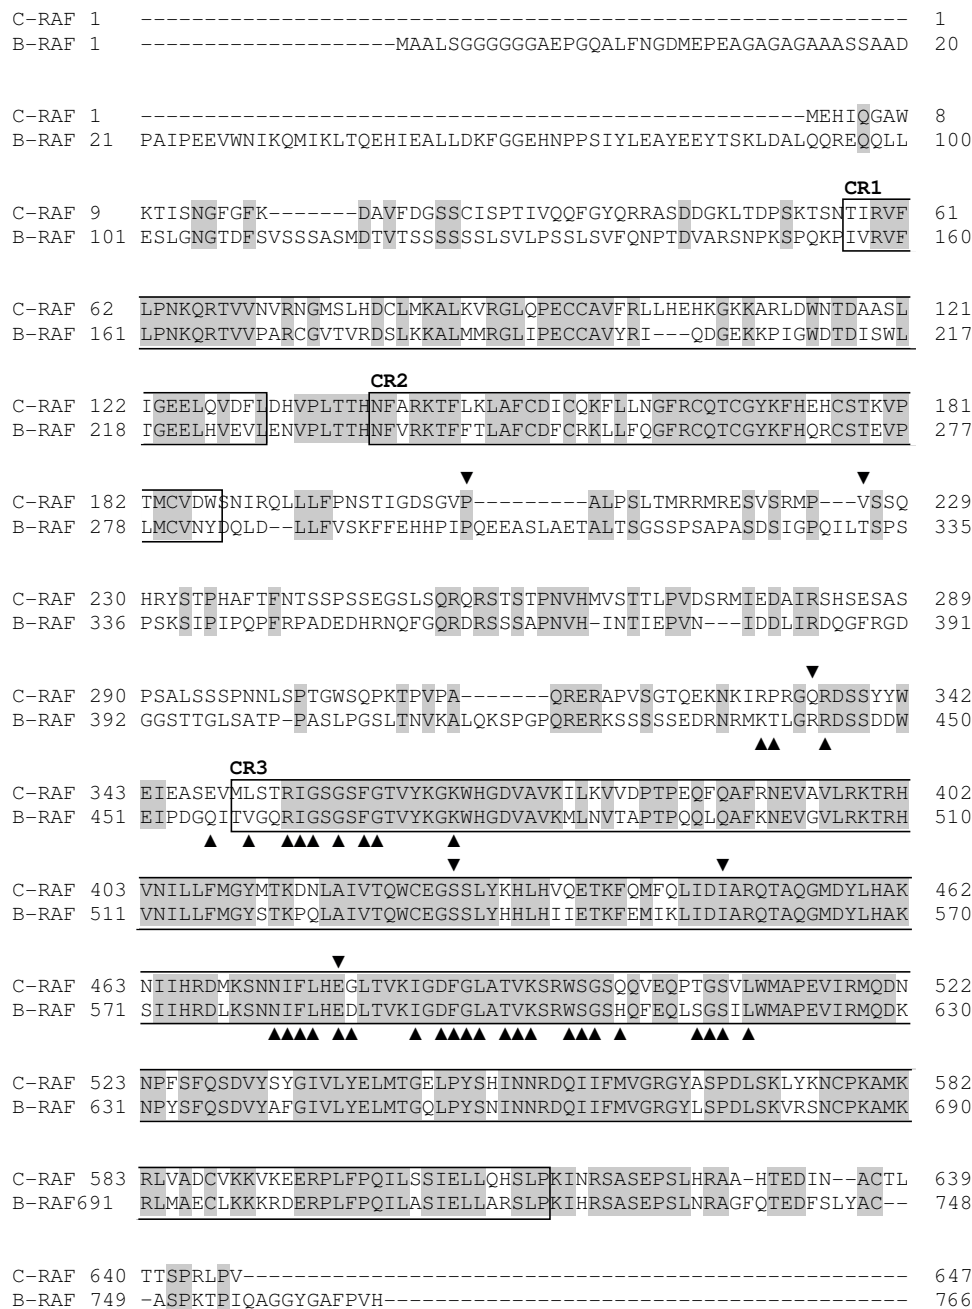 C-RAF 1 ------------------------------------------------------------ 1
B-RAF 1 --------------------MAALSGGGGGGAEPGQALFNGDMEPEAGAGAGAAASSAAD 20
C-RAF 1 ----------------------------------------------------MEHIQGAW 8
B-RAF 21 PAIPEEVWNIKQMIKLTQEHIEALLDKFGGEHNPPSIYLEAYEEYTSKLDALQQREQQLL 100
CR1
C-RAF 9 KTISNGFGFK-------DAVFDGSSCISPTIVQQFGYQRRASDDGKLTDPSKTSNTIRVF 61
B-RAF 101 ESLGNGTDFSVSSSASMDTVTSSSSSSLSVLPSSLSVFQNPTDVARSNPKSPQKPIVRVF 160
C-RAF 62 LPNKQRTVVNVRNGMSLHDCLMKALKVRGLQPECCAVFRLLHEHKGKKARLDWNTDAASL 121
B-RAF 161 LPNKQRTVVPARCGVTVRDSLKKALMMRGLIPECCAVYRI---QDGEKKPIGWDTDISWL 217
CR2
C-RAF 122 IGEELQVDFLDHVPLTTHNFARKTFLKLAFCDICQKFLLNGFRCQTCGYKFHEHCSTKVP 181
B-RAF 218 TGEELHVEVLENVPLTTHNFVRKTFFTLAFCDFCRKLLFQGFRCQTCGYKFHQRCSTEVP 277
▼ ▼
C-RAF 182 TMCVDWSNIRQLLLFPNSTIGDSGVP---------ALPSLTMRRMRESVSRMP---VSSQ 229
B-RAF 278 LMCVNYDQLD--LLFVSKFFEHHPIPQEEASLAETALTSGSSPSAPASDSIGPQILTSPS 335
C-RAF 230 HRYSTPHAFTFNTSSPSSEGSLSQRQRSTSTPNVHMVSTTLPVDSRMIEDAIRSHSESAS 289
B-RAF 336 PSKSIPIPQPFRPADEDHRNQFGQRDRSSSAPNVH-INTIEPVN---IDDLIRDQGFRGD 391
▼
C-RAF 290 PSALSSSPNNLSPTGWSQPKTPVPA-------QRERAPVSGTQEKNKIRPRGQRDSSYYW 342
B-RAF 392 GGSTTGLSATP-PASLPGSLTNVKALQKSPGPQRERKSSSSSEDRNRMKTLGRRDSSDDW 450
▲▲ ▲
CR3
C-RAF 343 EIEASEVMLSTRIGSGSFGTVYKGKWHGDVAVKILKVVDPTPEQFQAFRNEVAVLRKTRH 402
B-RAF 451 EIPDGQITVGQRIGSGSFGTVYKGKWHGDVAVKMLNVTAPTPQQLQAFKNEVGVLRKTRH 510
▲ ▲ ▲▲▲ ▲ ▲▲ ▲
▼ ▼
C-RAF 403 VNILLFMGYMTKDNLAIVTQWCEGSSLYKHLHVQETKFQMFQLIDIARQTAQGMDYLHAK 462
B-RAF 511 VNILLFMGYSTKPQLAIVTQWCEGSSLYHHLHIIETKFEMIKLIDIARQTAQGMDYLHAK 570
▼
C-RAF 463 NIIHRDMKSNNIFLHEGLTVKIGDFGLATVKSRWSGSQQVEQPTGSVLWMAPEVIRMQDN 522
B-RAF 571 SIIHRDLKSNNIFLHEDLTVKIGDFGLATVKSRWSGSHQFEQLSGSILWMAPEVIRMQDK 630
▲▲▲▲ ▲▲ ▲ ▲▲▲▲ ▲▲▲ ▲▲▲ ▲ ▲▲▲ ▲
C-RAF 523 NPFSFQSDVYSYGIVLYELMTGELPYSHINNRDQIIFMVGRGYASPDLSKLYKNCPKAMK 582
B-RAF 631 NPYSFQSDVYAFGIVLYELMTGQLPYSNINNRDQIIFMVGRGYLSPDLSKVRSNCPKAMK 690
C-RAF 583 RLVADCVKKVKEERPLFPQILSSIELLQHSLPKINRSASEPSLHRAA-HTEDIN--ACTL 639
B-RAF691 RLMAECLKKKRDERPLFPQILASIELLARSLPKIHRSASEPSLNRAGFQTEDFSLYAC-- 748
C-RAF 640 TTSPRLPV---------------------------------------------------- 647
B-RAF 749 -ASPKTPIQAGGYGAFPVH----------------------------------------- 766